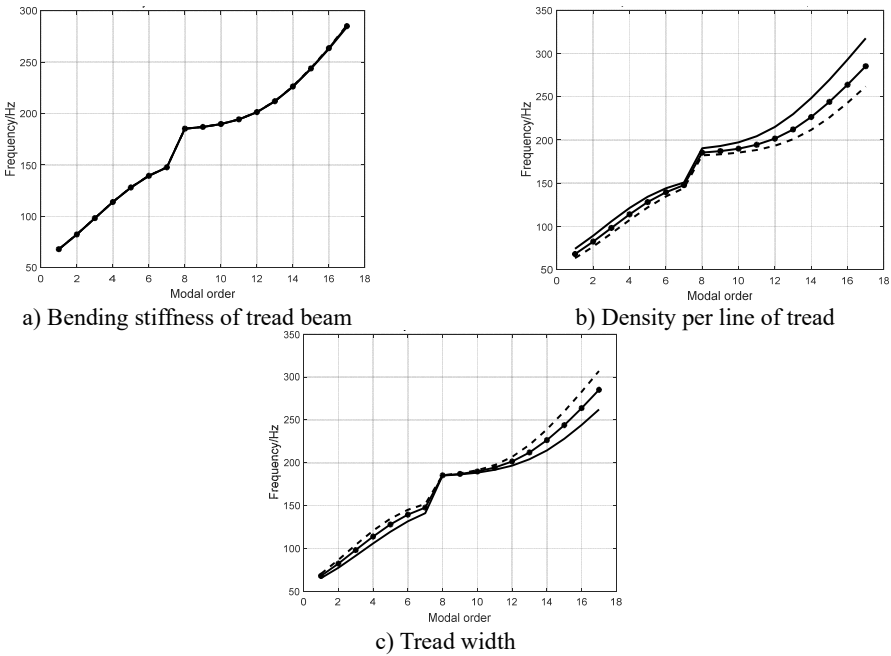 300
250
200
150
100
50
Frequency/Hz
0 2 4 6 8 10 12 14 16 18
Modal order
a) Bending stiffness of tread beam
350
300
250
200
150
100
50
Frequency/Hz
0 2 4 6 8 10 12 14 16 18
Modal order
b) Density per line of tread
350
300
250
200
150
100
50
Frequency/Hz
0 2 4 6 8 10 12 14 16 18
Modal order
c) Tread width